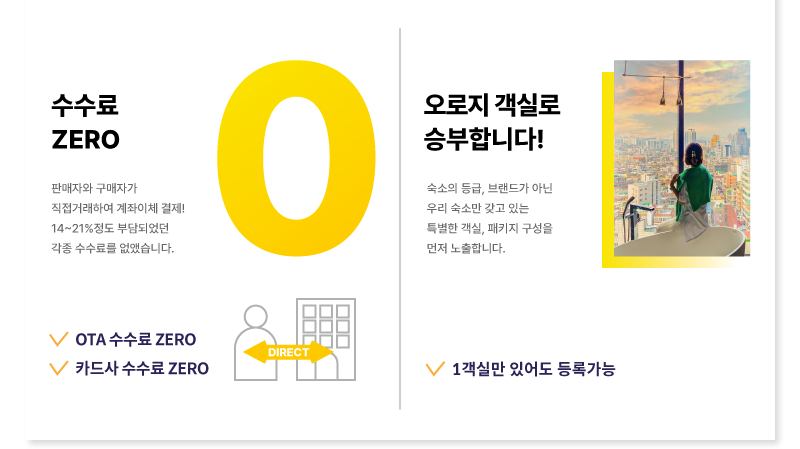 수수료
ZERO
0
판매자와 구매자가
직접거래하여 계좌이체 결제!
14~21%정도 부담되었던
각종 수수료를 없앴습니다.
OTA 수수료 ZERO
카드사 수수료 ZERO
DIRECT
오로지 객실로
승부합니다!
숙소의 등급, 브랜드가 아닌
우리 숙소만 갖고 있는
특별한 객실, 패키지 구성을
먼저 노출합니다.
1객실만 있어도 등록가능